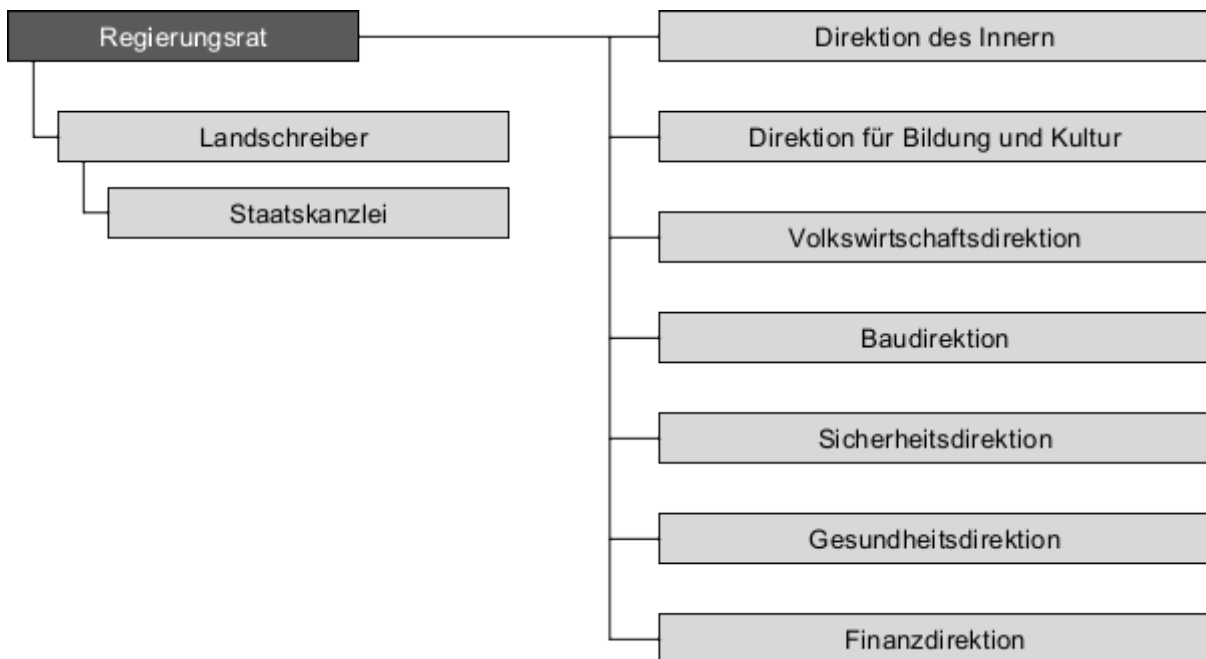 Regierungsrat
Landschreiber
Staatskanzlei
Direktion des Innern
Direktion für Bildung und Kultur
Volkswirtschaftsdirektion
Baudirektion
Sicherheitsdirektion
Gesundheitsdirektion
Finanzdirektion